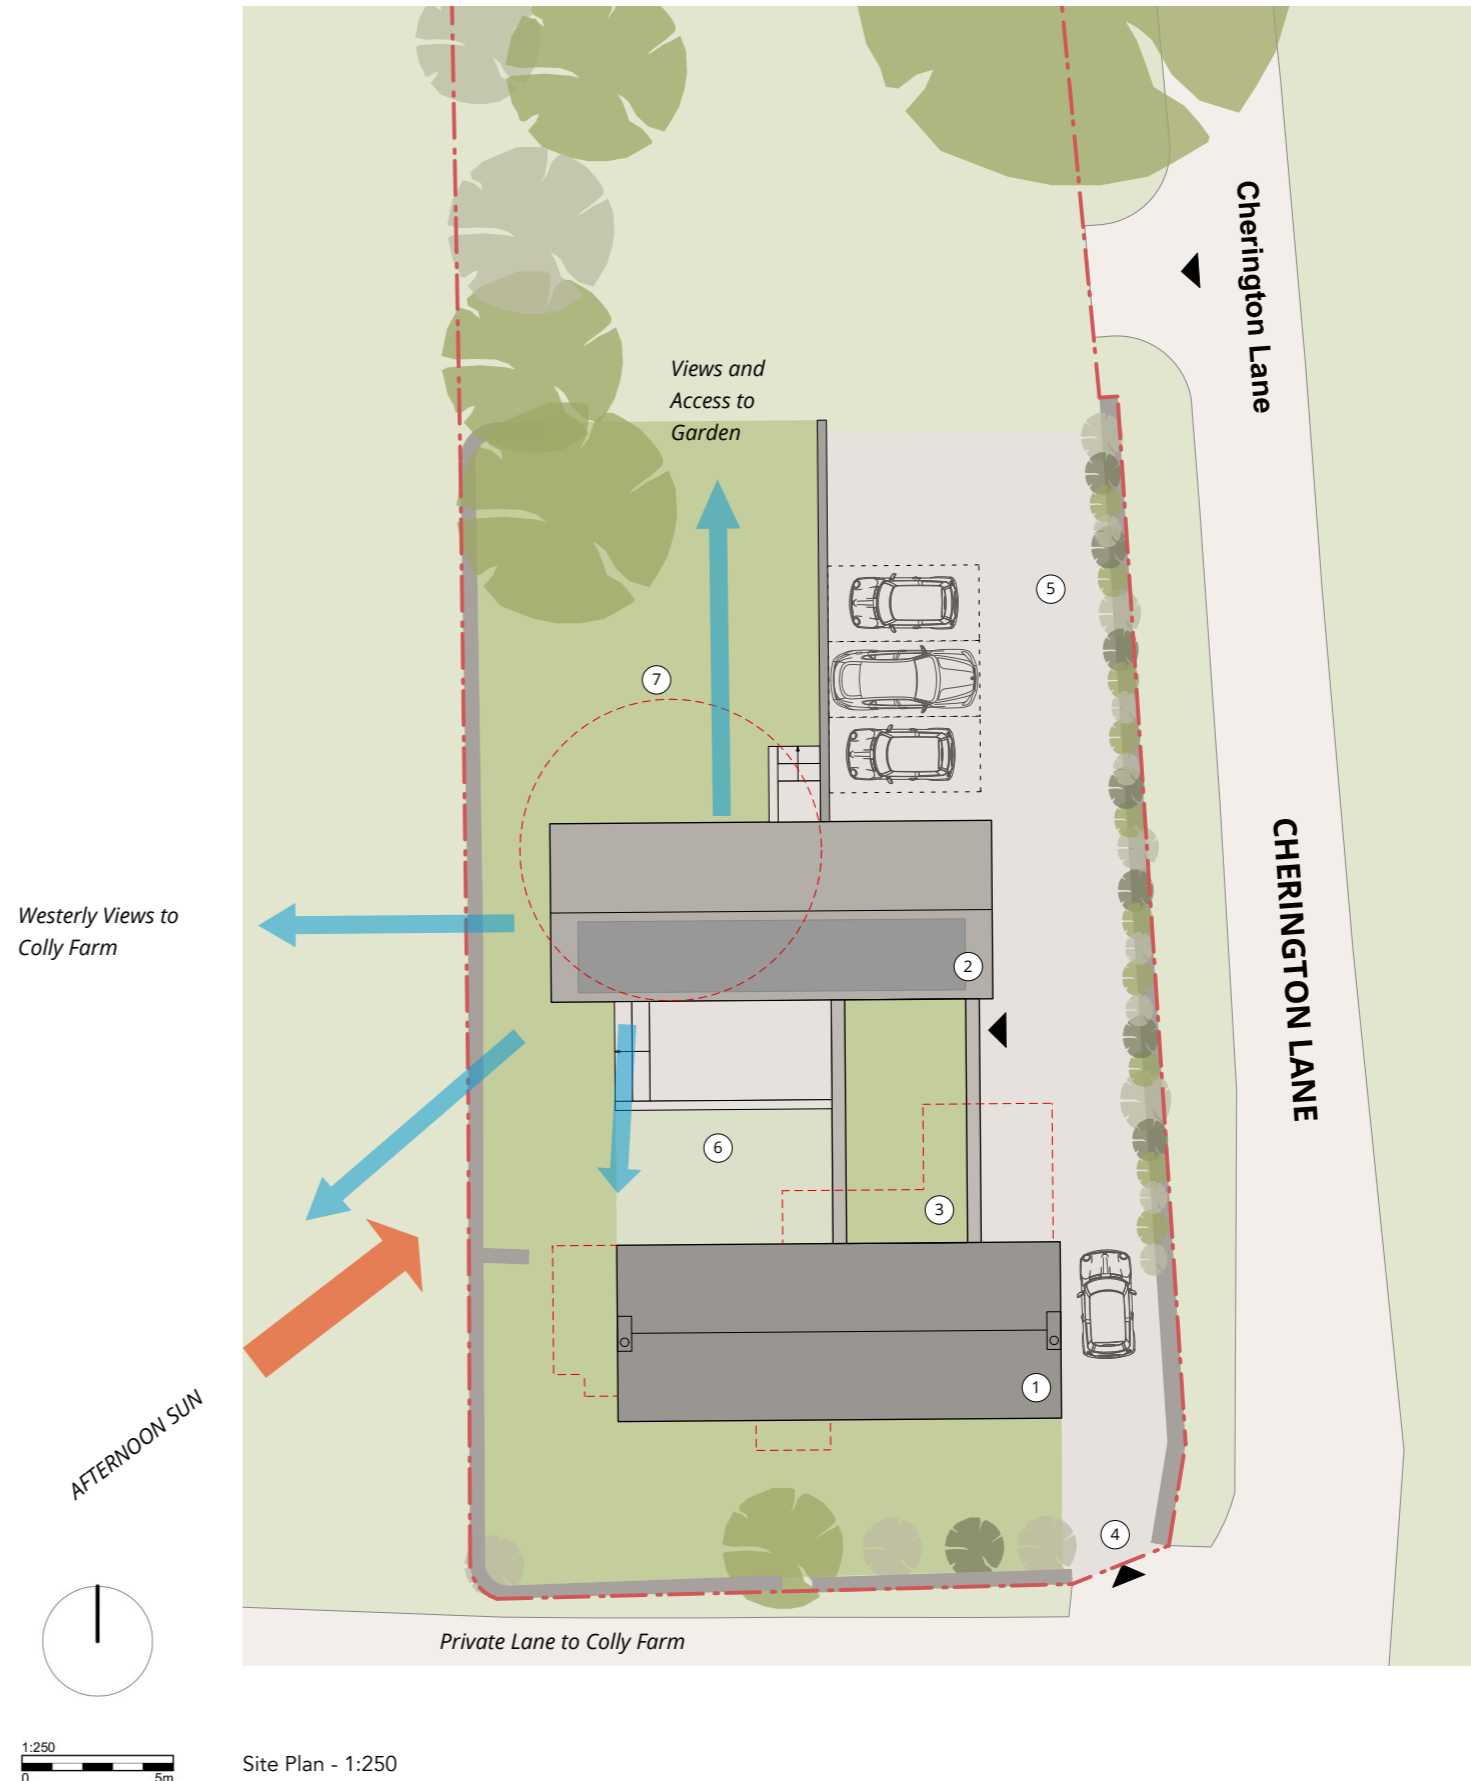 Cherington Lane
Views and
Access to
Garden
5
7
CHERINGTON LANE
Westerly Views to
Colly Farm
2
6
3
1
AFTERNOON SUN
4
Private Lane to Colly Farm
1:250
0 5m
Site Plan - 1:250